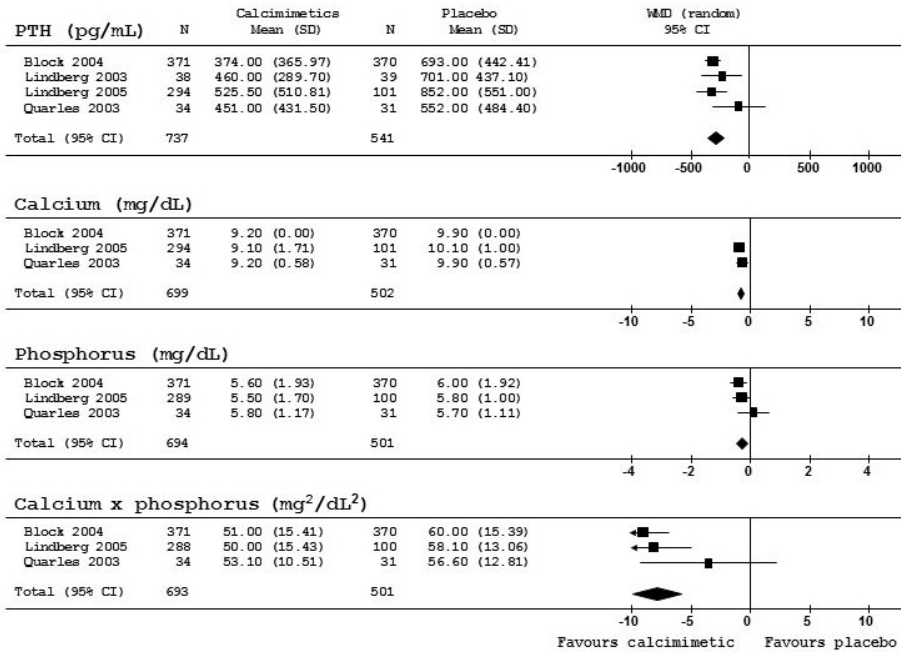 Calcimimetics Placebo WMD (random)
PTH (pg/mL) N Mean (SD) N Mean (SD) 95% CI
Block 2004 371 374.00 (365.97) 370 693.00 (442.41)
Lindberg 2003 38 460.00 (289.70) 39 701.00 437.10)
Lindberg 2005 294 525.50 (510.81) 101 852.00 (551.00)
Quarles 2003 34 451.00 (431.50) 31 552.00 (484.40)
Total (95% CI) 737 541
-1000 -500 0 500 1000
Calcium (mg/dL)
Block 2004 371 9.20 (0.00) 370 9.90 (0.00)
Lindberg 2005 294 9.10 (1.71) 101 10.10 (1.00)
Quarles 2003 34 9.20 (0.58) 31 9.90 (0.57)
Total (95% CI) 699 502
-10 -5 0 5 10
Phosphorus (mg/dL)
Block 2004 371 5.60 (1.93) 370 6.00 (1.92)
Lindberg 2005 289 5.50 (1.70) 100 5.80 (1.00)
Quarles 2003 34 5.80 (1.17) 31 5.70 (1.11)
Total (95% CI) 694 501
-4 -2 0 2 4
Calcium x phosphorus (mg²/dL²)
Block 2004 371 51.00 (15.41) 370 60.00 (15.39)
Lindberg 2005 288 50.00 (15.43) 100 58.10 (13.06)
Quarles 2003 34 53.10 (10.51) 31 56.60 (12.81)
Total (95% CI) 693 501
-10 -5 0 5 10
Favours calcimimetic Favours placebo